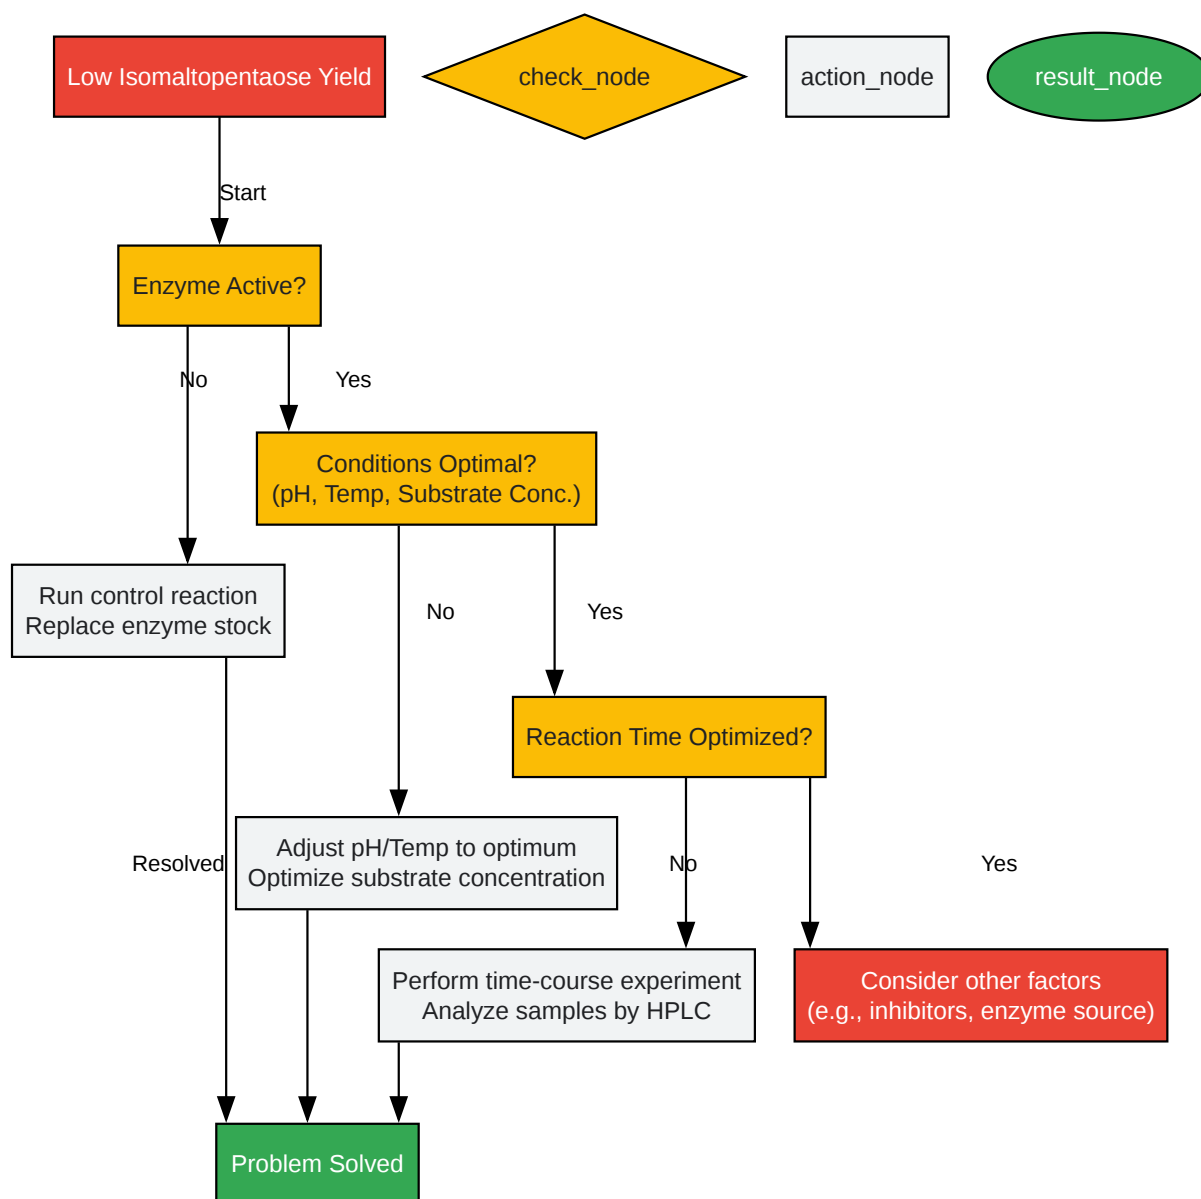 Low Isomaltopentaose Yield
check_node
action_node
result_node
Start
Enzyme Active?
No
Yes
Conditions Optimal?
(pH, Temp, Substrate Conc.)
Run control reaction
Replace enzyme stock
No
Yes
Reaction Time Optimized?
Adjust pH/Temp to optimum
Optimize substrate concentration
Resolved
No
Yes
Perform time-course experiment
Analyze samples by HPLC
Consider other factors
(e.g., inhibitors, enzyme source)
Problem Solved